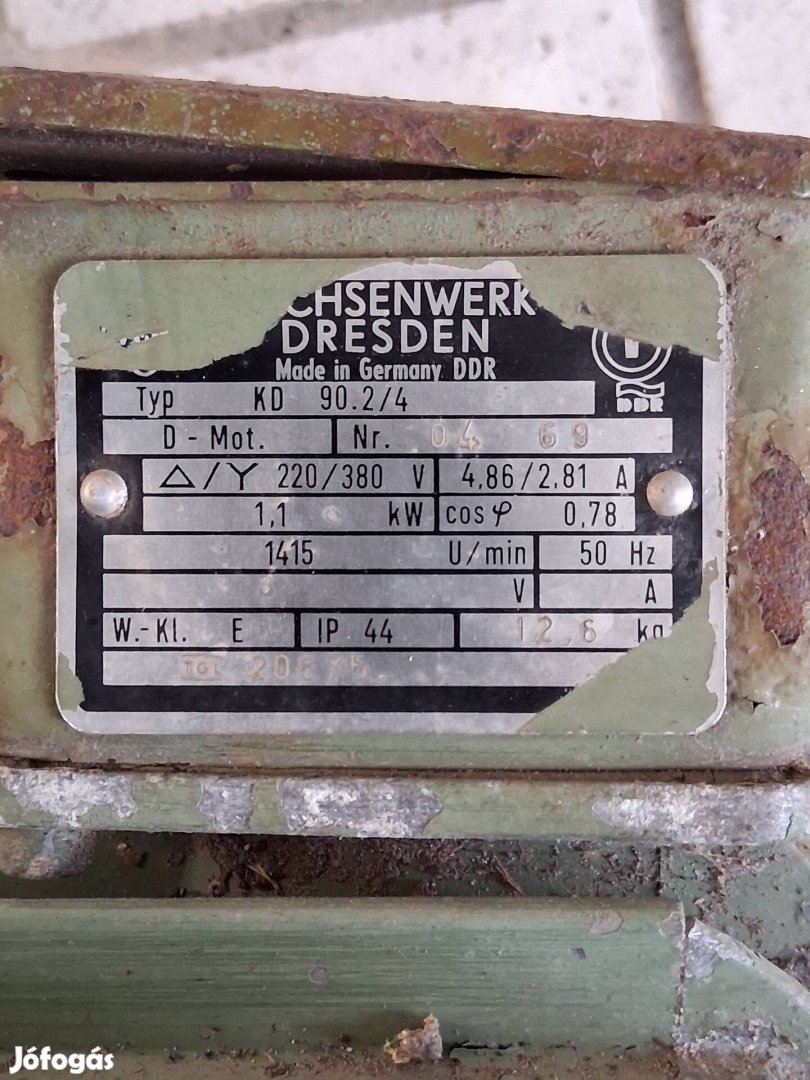 CHSENWERK
DRESDEN
Made in Germany DDR
DDR
Typ KD 90.2/4
D - Mot. Nr. 04 69
△/Y 220/380 V 4,86/2,81 A
1,1 kW cos φ 0,78
1415 U/min 50 Hz
V A
W.-Kl. E IP 44 12,6 kg
TGL
Jófogás